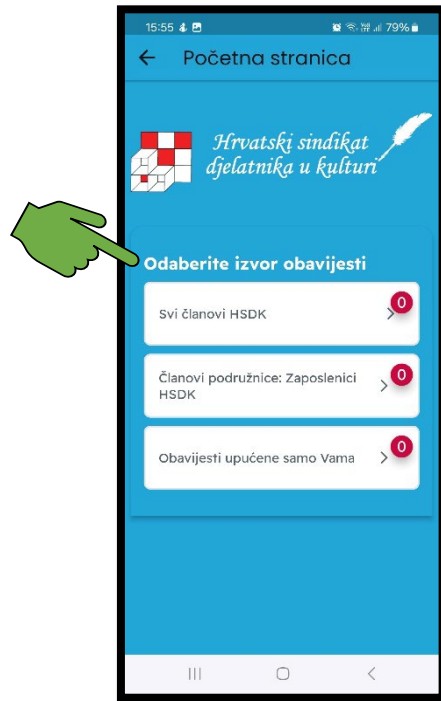 15:55 79%
Početna stranica
Hrvatski sindikat
djelatnika u kulturi
Odaberite izvor obavijesti
Svi članovi HSDK
0
Članovi podružnice: Zaposlenici
HSDK
0
Obavijesti upućene samo Vama
0